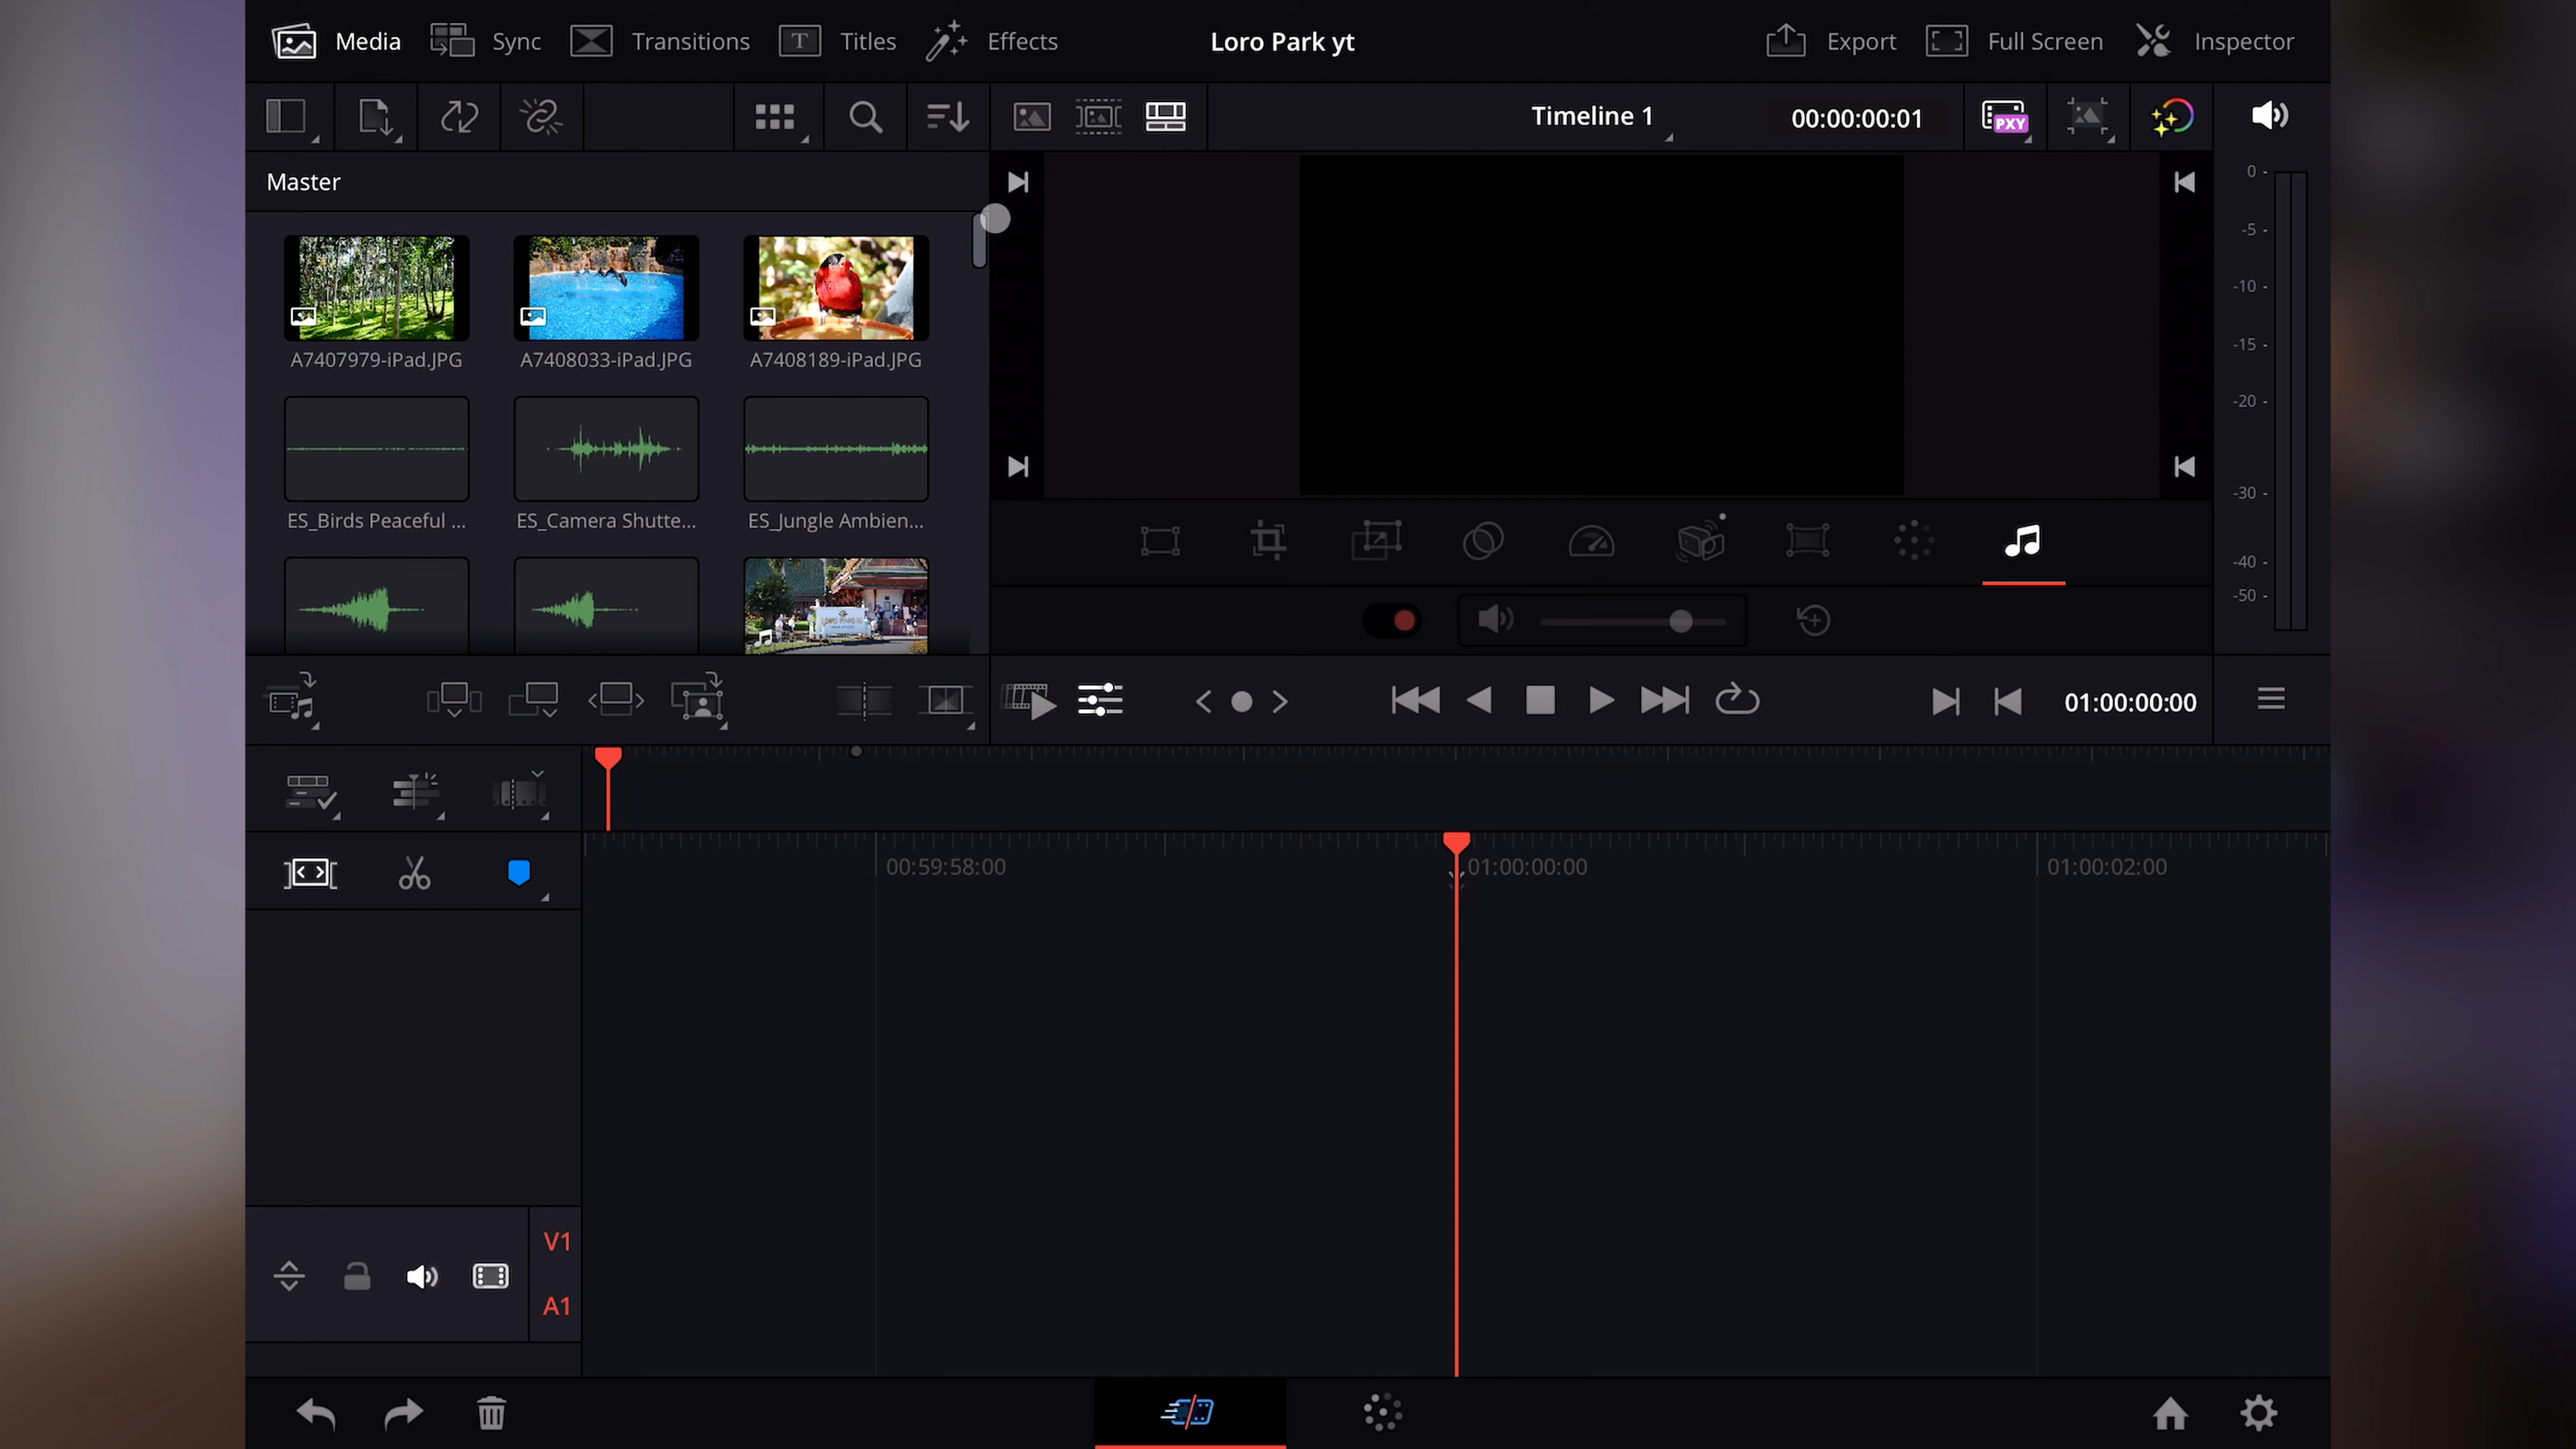 Media
Sync
Transitions
T
Titles
Effects
Loro Park yt
Export
Full Screen
Inspector
Timeline 1
00:00:00:01
PXY
Master
0
-5
-10
-15
-20
-30
-40
-50
A7407979-iPad.JPG
A7408033-iPad.JPG
A7408189-iPad.JPG
ES_Birds Peaceful ...
ES_Camera Shutte...
ES_Jungle Ambien...
LORO PARQUE
01:00:00:00
00:59:58:00
01:00:00:00
01:00:02:00
V1
A1